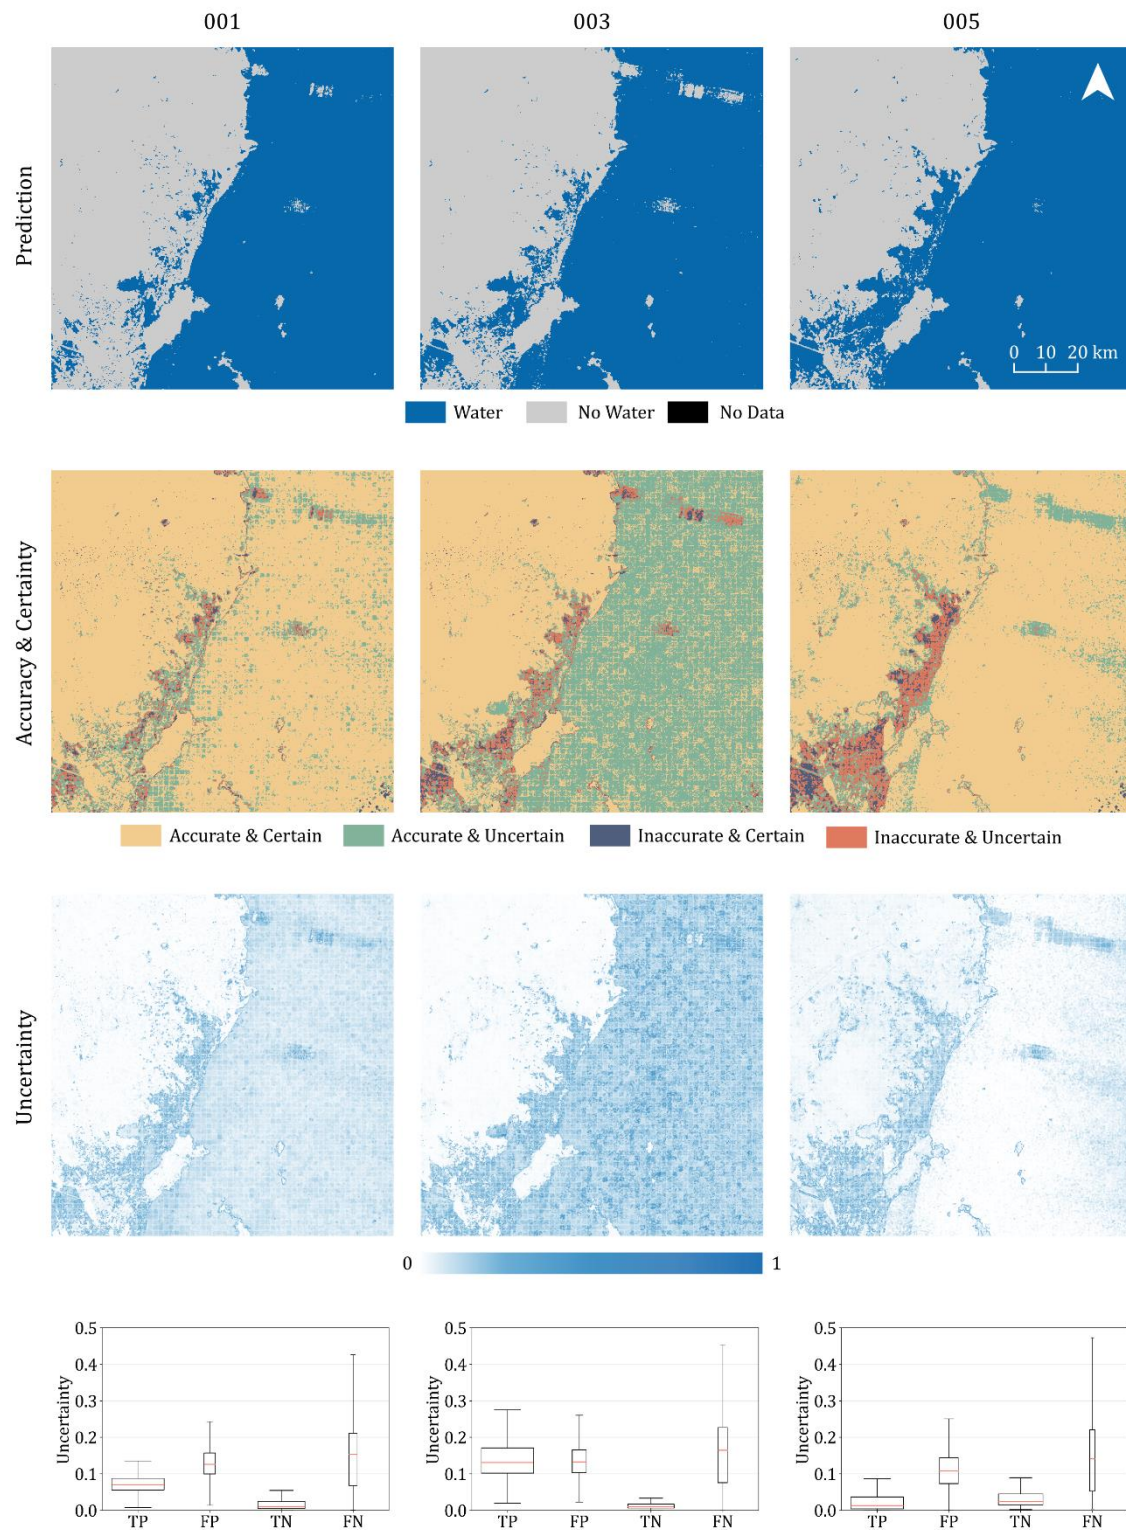 001 003 005
Prediction
0 10 20 km
Water No Water No Data
Accuracy & Certainty
Accurate & Certain Accurate & Uncertain Inaccurate & Certain Inaccurate & Uncertain
Uncertainty
0 1
0.5 0.5 0.5
0.4 0.4 0.4
Uncertainty Uncertainty Uncertainty
0.3 0.3 0.3
0.2 0.2 0.2
0.1 0.1 0.1
0.0 0.0 0.0
TP FP TN FN TP FP TN FN TP FP TN FN